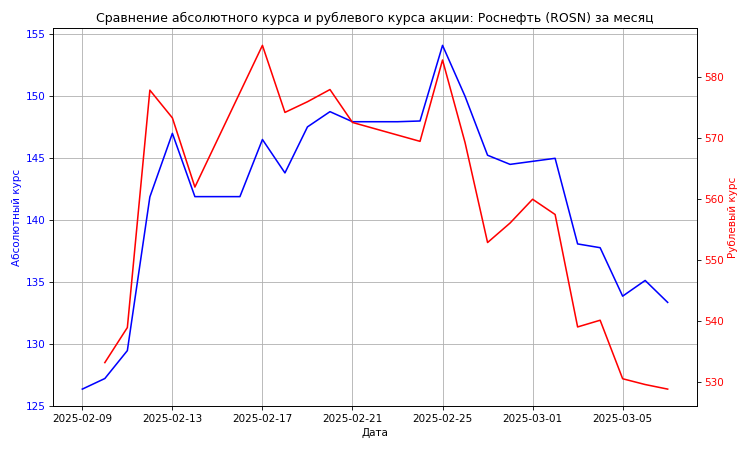 Сравнение абсолютного курса и рублевого курса акции: Роснефть (ROSN) за месяц
Абсолютный курс
155
150
145
140
135
130
125
Рублевый курс
580
570
560
550
540
530
2025-02-09 2025-02-13 2025-02-17 2025-02-21 2025-02-25 2025-03-01 2025-03-05
Дата